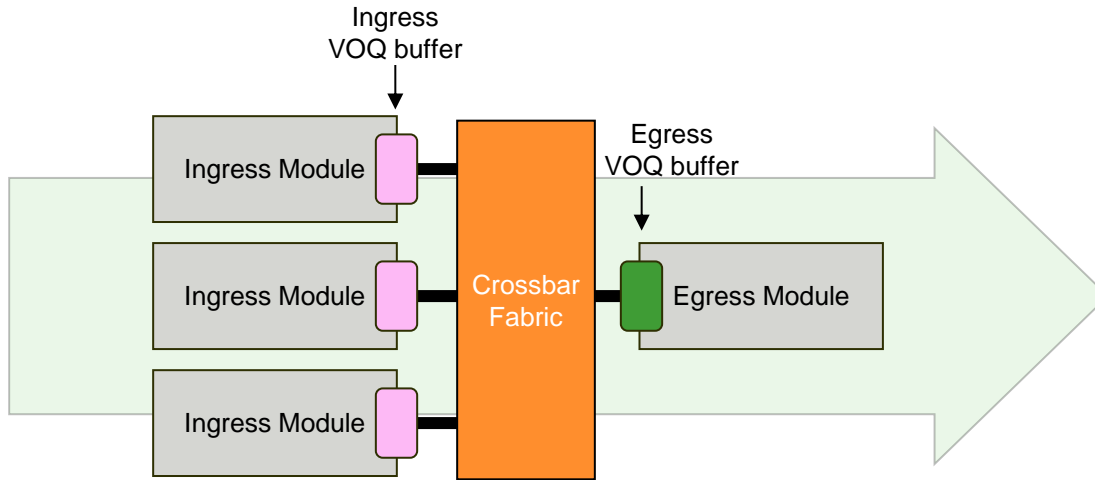 Ingress
VOQ buffer
Egress
VOQ buffer
Ingress Module
Ingress Module
Crossbar
Fabric
Egress Module
Ingress Module